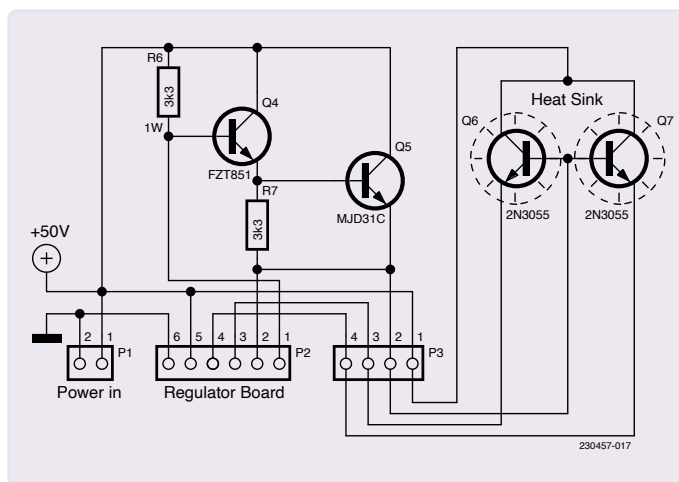 R6
3k3
1W
Q4
FZT851
Q5
R7
3k3
MJD31C
Heat Sink
Q6
Q7
2N3055
2N3055
+50V
2 1
P1
Power in
6 5 4 3 2 1
P2
Regulator Board
4 3 2 1
P3
230457-017